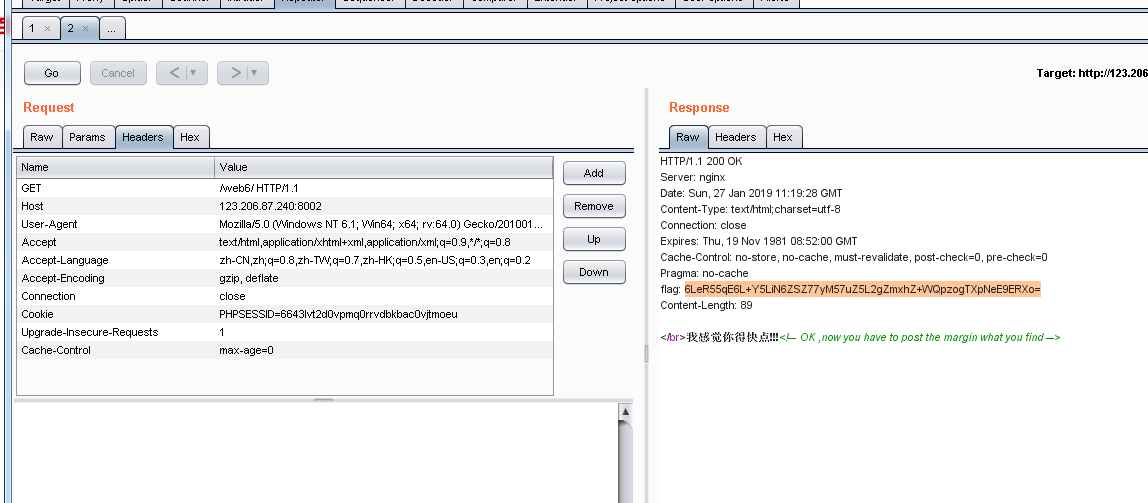 1 × 2 × ...
Go Cancel < > Target: http://123.206
Request
Raw Params Headers Hex
Name Value
GET /web6/ HTTP/1.1
Host 123.206.87.240:8002
User-Agent Mozilla/5.0 (Windows NT 6.1; Win64; x64; rv:64.0) Gecko/201001...
Accept text/html,application/xhtml+xml,application/xml;q=0.9,*/*;q=0.8
Accept-Language zh-CN,zh;q=0.8,zh-TW;q=0.7,zh-HK;q=0.5,en-US;q=0.3,en;q=0.2
Accept-Encoding gzip, deflate
Connection close
Cookie PHPSESSID=6643lvt2d0vpmq0rrvdbkbac0vjtmoeu
Upgrade-Insecure-Requests 1
Cache-Control max-age=0
Add
Remove
Up
Down
Response
Raw Headers Hex
HTTP/1.1 200 OK
Server: nginx
Date: Sun, 27 Jan 2019 11:19:28 GMT
Content-Type: text/html;charset=utf-8
Connection: close
Expires: Thu, 19 Nov 1981 08:52:00 GMT
Cache-Control: no-store, no-cache, must-revalidate, post-check=0, pre-check=0
Pragma: no-cache
flag: 6LeR55qE6L+Y5LiN6ZSZ77yM57uZ5L2gZmxhZ+WQpzogTXpNeE9ERXo=
Content-Length: 89
</br>我感觉你得快点!!!<!-- OK ,now you have to post the margin what you find -->